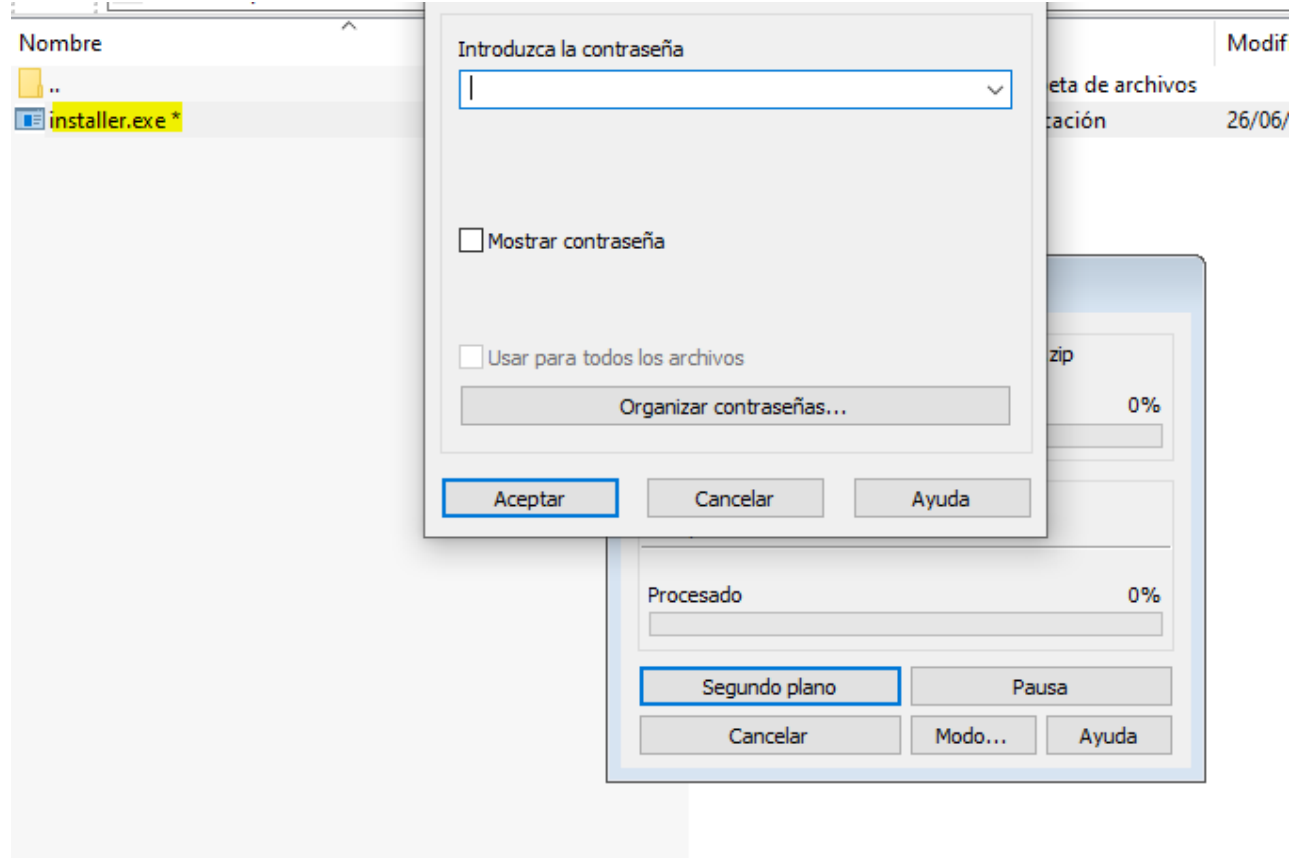 Nombre
Modif
..
installer.exe *
eta de archivos
cación
26/06/
Introduzca la contraseña
Mostrar contraseña
Usar para todos los archivos
Organizar contraseñas...
Aceptar
Cancelar
Ayuda
zip
0%
Procesado
0%
Segundo plano
Pausa
Cancelar
Modo...
Ayuda